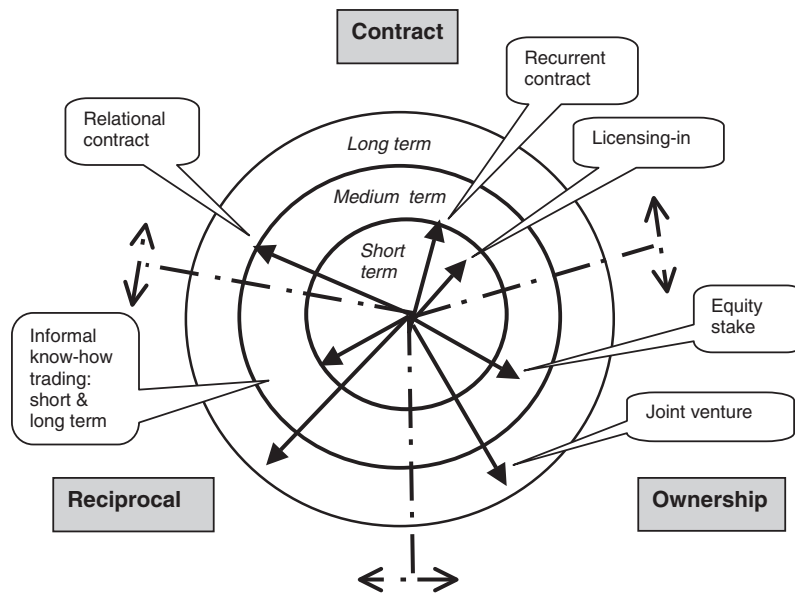 Contract
Recurrent
contract
Relational
contract
Licensing-in
Long term
Medium term
Short
term
Equity
stake
Informal
know-how
trading:
short &
long term
Joint venture
Reciprocal
Ownership